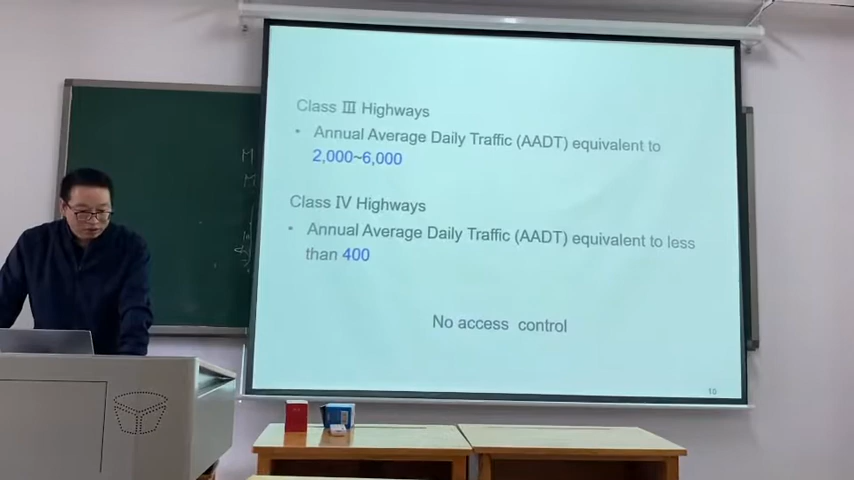 Class Ⅲ Highways
• Annual Average Daily Traffic (AADT) equivalent to
2,000~6,000
Class Ⅳ Highways
• Annual Average Daily Traffic (AADT) equivalent to less
than 400
No access control
10